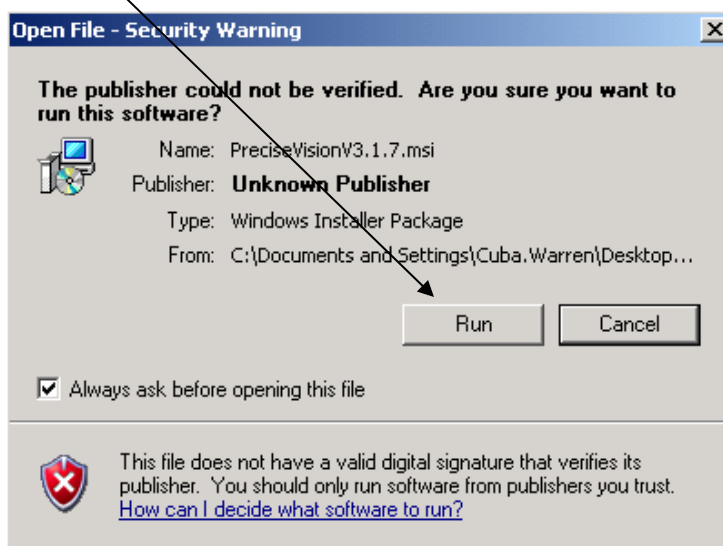 Open File - Security Warning
The publisher could not be verified. Are you sure you want to
run this software?
Name: PreciseVisionV3.1.7.msi
Publisher: Unknown Publisher
Type: Windows Installer Package
From: C:\Documents and Settings\Cuba.Warren\Desktop...
Run Cancel
Always ask before opening this file
This file does not have a valid digital signature that verifies its
publisher. You should only run software from publishers you trust.
How can I decide what software to run?